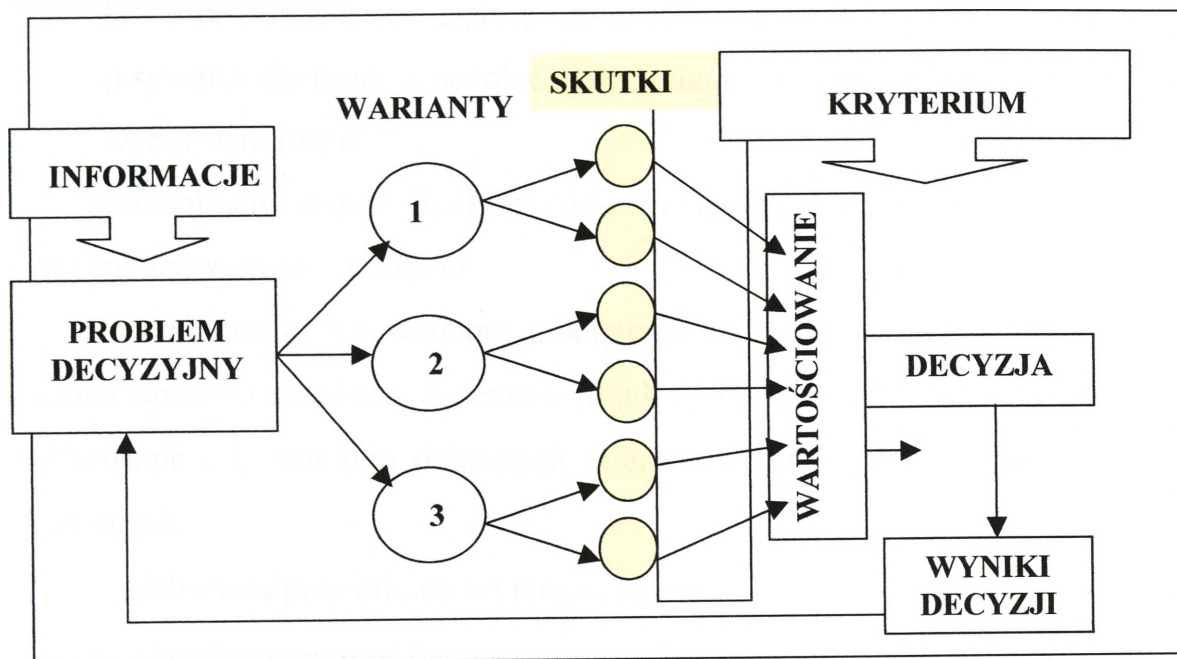 SKUTKI
WARIANTY
KRYTERIUM
INFORMACJE
1
PROBLEM
DECYZYJNY
2
WARTOŚCIOWANIE
DECYZJA
3
WYNIKI
DECYZJI